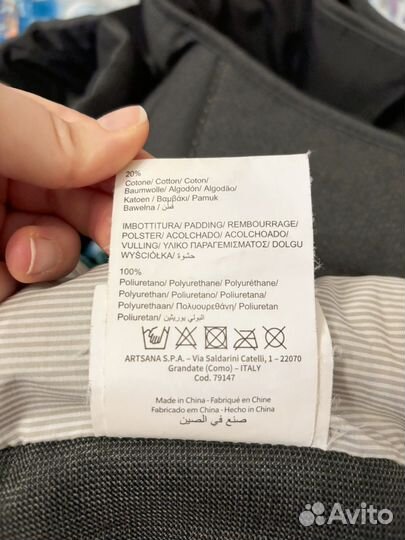 20%
Cotone/ Cotton/ Coton/
Baumwolle/ Algodón/ Algodão/
Katoen / Βαμβάκι/ Pamuk
Bawełna / قطن
IMBOTTITURA/ PADDING/ REMBOURRAGE/
POLSTER/ ACOLCHADO/ ACOLCHOADO/
VULLING/ ΥΛΙΚΟ ΠΑΡΑΓΕΜΙΣΜΑΤΟΣ/ DOLGU
WYŚCIÓŁKA/ حشوة
100%
Poliuretano/ Polyurethane/ Polyuréthane/
Polyurethan/ Poliuretano/ Poliuretana/
Polyurethaan/ Πολυουρεθάνη/ Poliüretan
Poliuretan/ البولي يوريثين
ARTSANA S.P.A. – Via Saldarini Catelli, 1 – 22070
Grandate (Como) – ITALY
Cod. 79147
Made in China - Fabriqué en Chine
Fabricado em China - Hecho in China
صنع في الصين
Avito